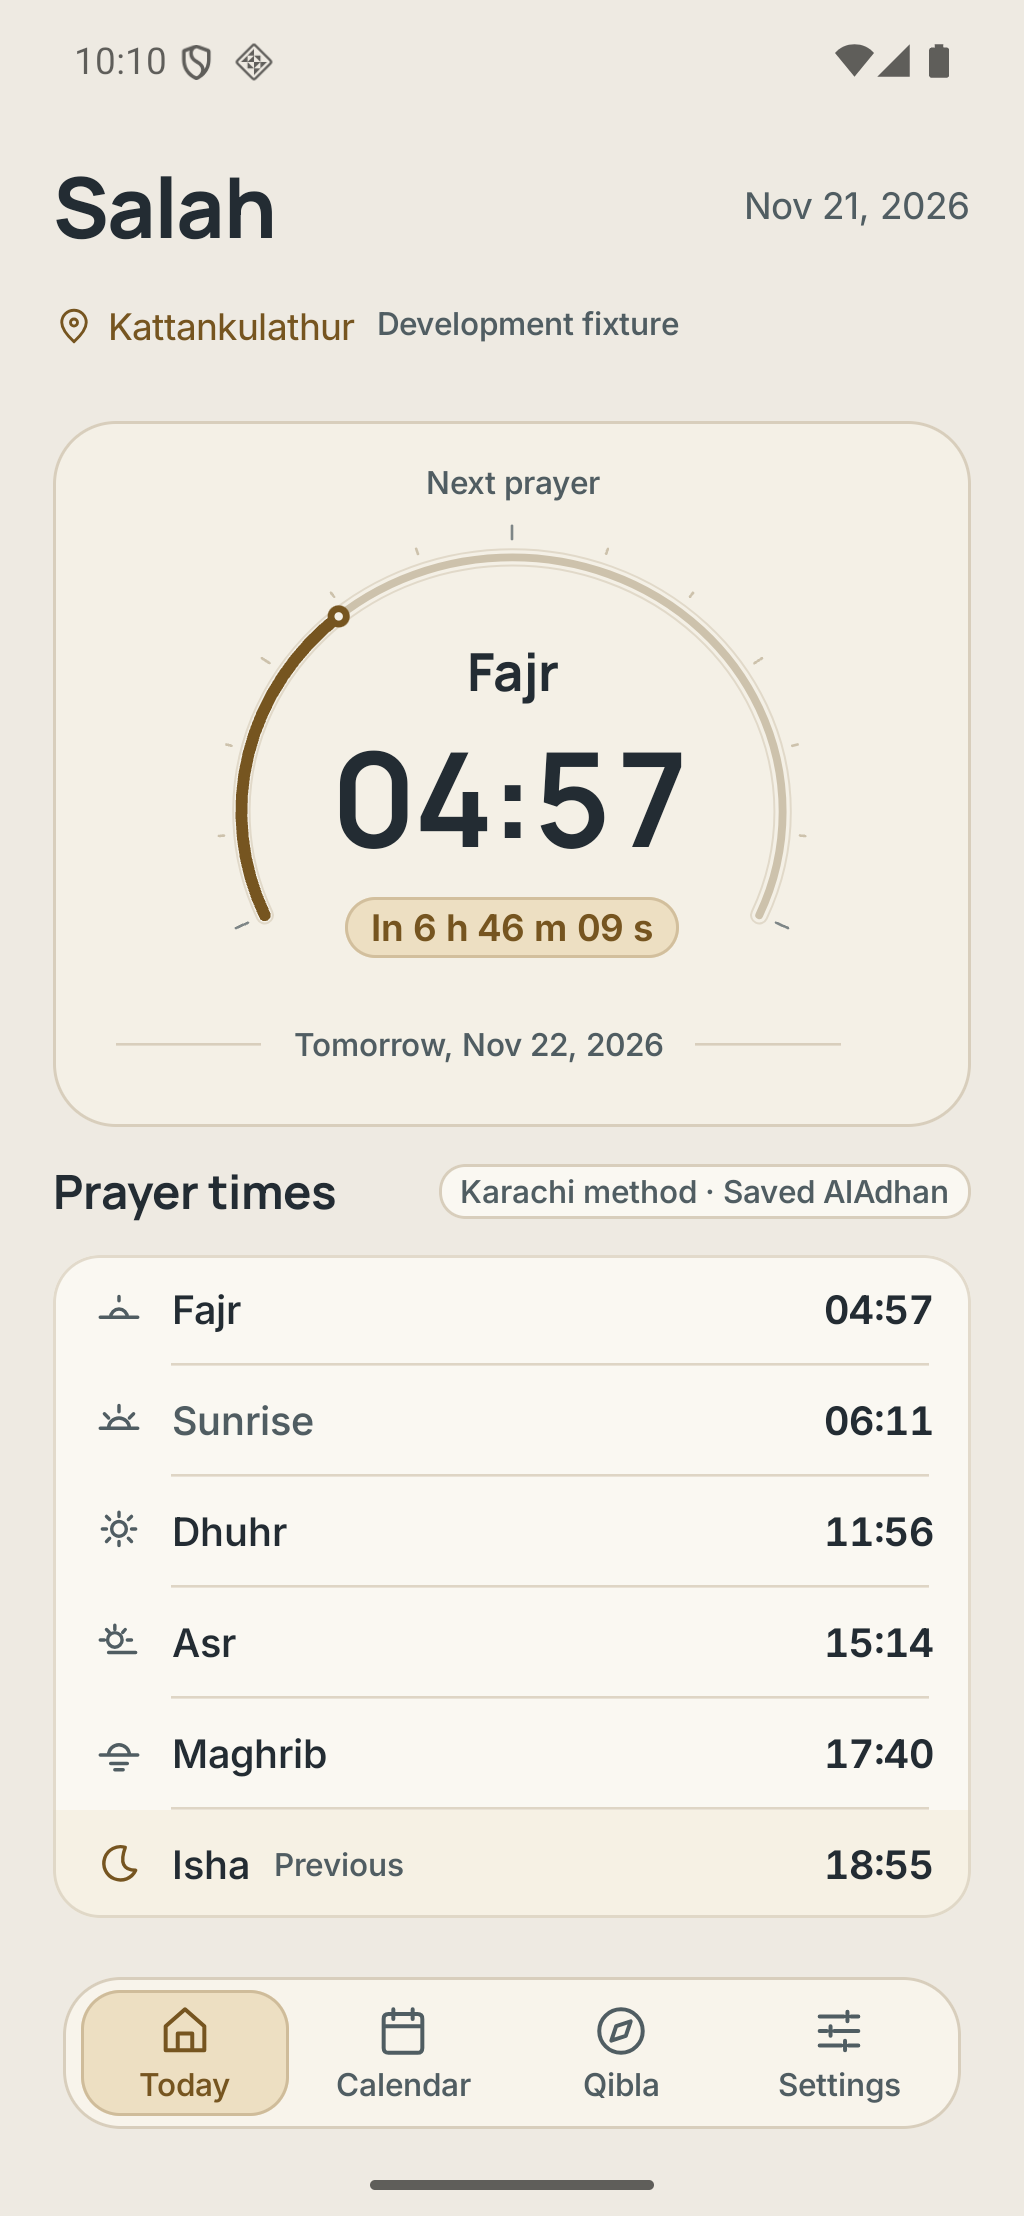 10:10
Salah
Nov 21, 2026
Kattankulathur Development fixture
Next prayer
Fajr
04:57
In 6 h 46 m 09 s
Tomorrow, Nov 22, 2026
Prayer times
Karachi method · Saved AlAdhan
Fajr 04:57
Sunrise 06:11
Dhuhr 11:56
Asr 15:14
Maghrib 17:40
Isha Previous 18:55
Today Calendar Qibla Settings